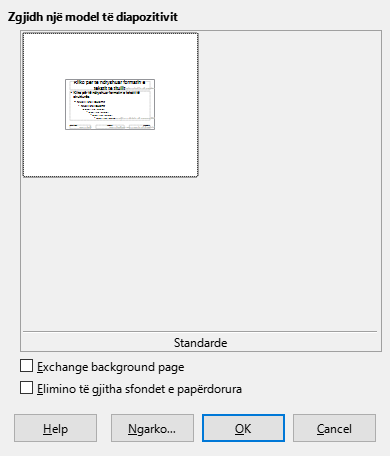 Zgjidh një model të diapozitivit
Kliko për të ndryshuar formatin e
tekstit të titullit
Kliko për të ndryshuar formatin e tekstit të
strukturës
Standarde
Exchange background page
Elimino të gjitha sfondet e papërdorura
Help
Ngarko...
OK
Cancel